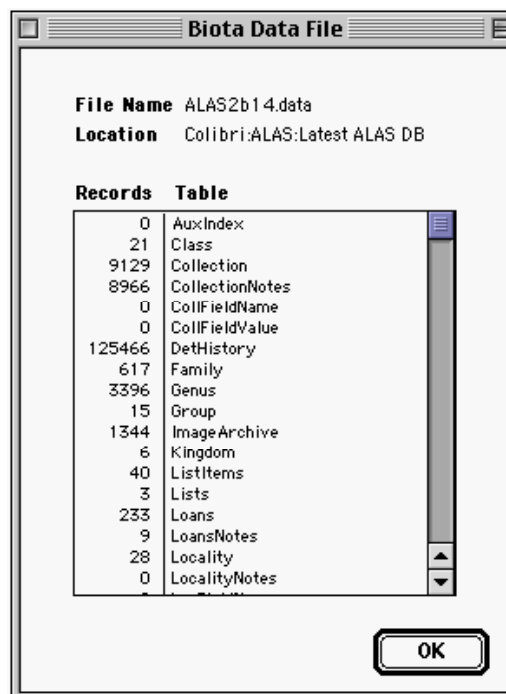 Biota Data File
File Name ALAS2b14.data
Location Colibri:ALAS:Latest ALAS DB
Records Table
0 AuxIndex
21 Class
9129 Collection
8966 CollectionNotes
0 CollFieldName
0 CollFieldValue
125466 DetHistory
617 Family
3396 Genus
15 Group
1344 ImageArchive
6 Kingdom
40 ListItems
3 Lists
233 Loans
9 LoansNotes
28 Locality
0 LocalityNotes
OK